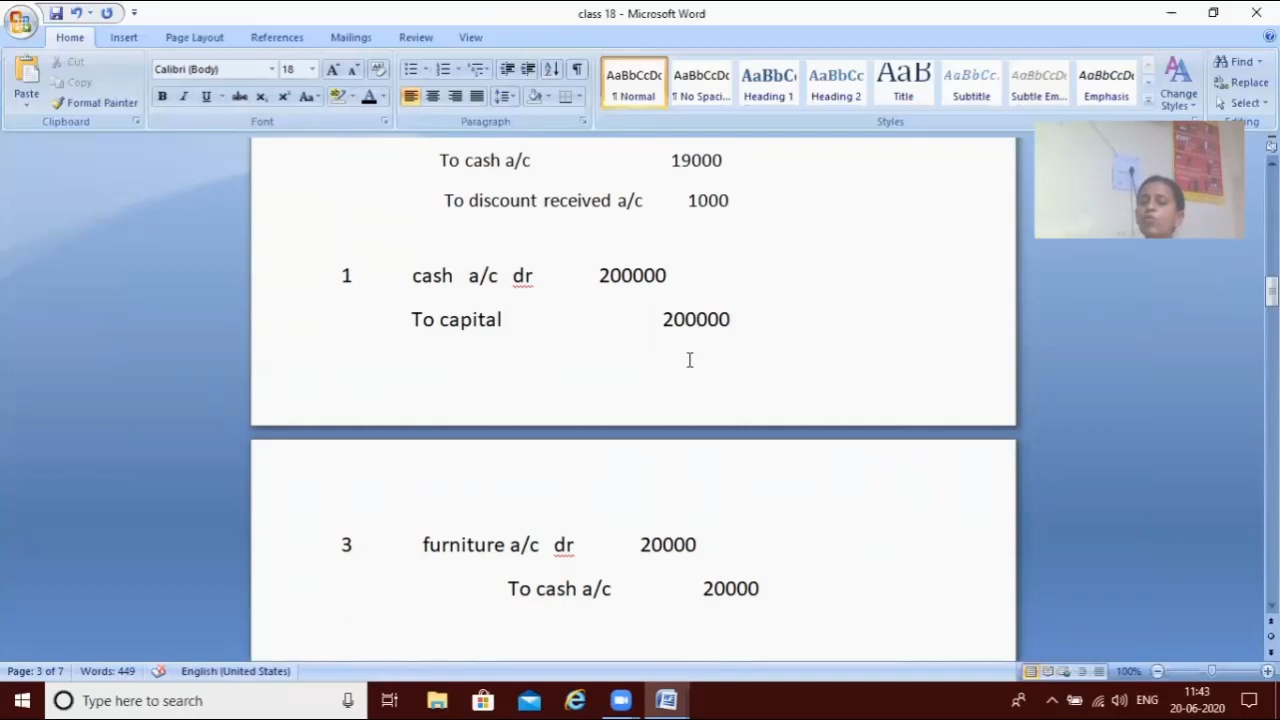 class 18 - Microsoft Word
Home Insert Page Layout References Mailings Review View
Paste
Cut
Copy
Format Painter
Clipboard
Calibri (Body) 18
Font
Paragraph
AaBbCcDc AaBbCcDc AaBbC AaBbCc AaB AaBbCc. AaBbCcDc AaBbCcDc
¶ Normal ¶ No Spaci... Heading 1 Heading 2 Title Subtitle Subtle Em... Emphasis
Styles
Change Styles
Find
Replace
Select
Editing
To cash a/c 19000
To discount received a/c 1000
1 cash a/c dr 200000
To capital 200000
3 furniture a/c dr 20000
To cash a/c 20000
Page: 3 of 7 Words: 449 English (United States) 100%
Type here to search ENG 11:43
20-06-2020